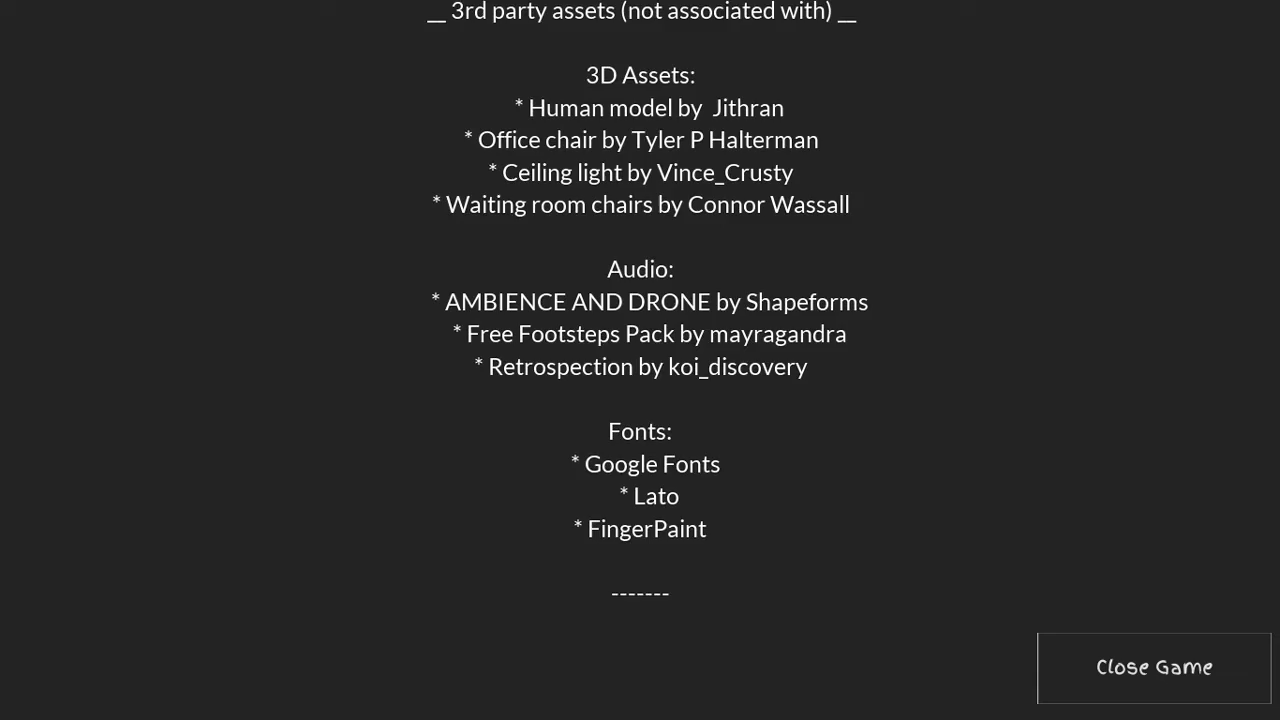 __ 3rd party assets (not associated with) __
3D Assets:
* Human model by  Jithran
* Office chair by Tyler P Halterman
* Ceiling light by Vince_Crusty
* Waiting room chairs by Connor Wassall
Audio:
* AMBIENCE AND DRONE by Shapeforms
* Free Footsteps Pack by mayragandra
* Retrospection by koi_discovery
Fonts:
* Google Fonts
* Lato
* FingerPaint
-------
Close Game